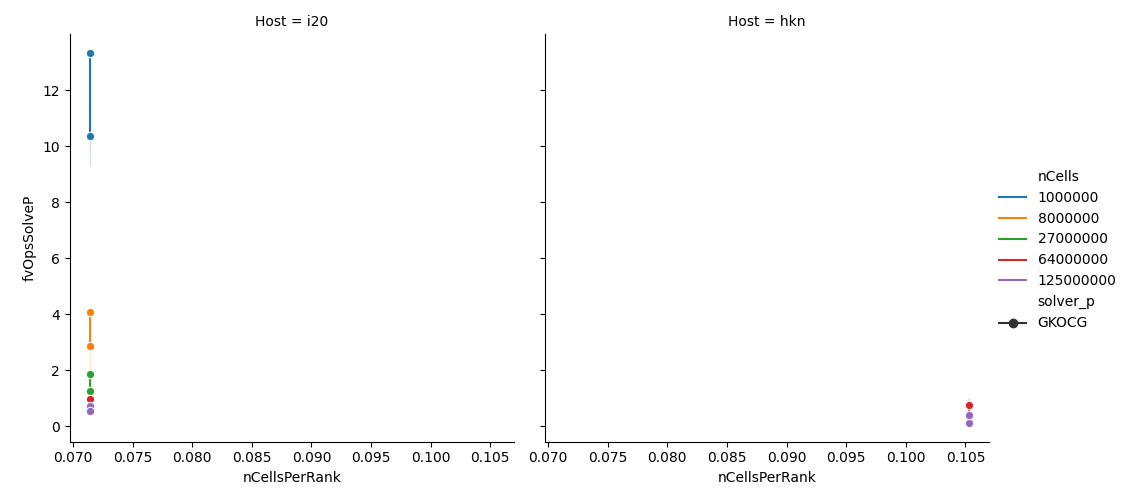 Host = i20
Host = hkn
fvOpsSolveP
12
10
8
6
4
2
0
0.070 0.075 0.080 0.085 0.090 0.095 0.100 0.105
nCellsPerRank
0.070 0.075 0.080 0.085 0.090 0.095 0.100 0.105
nCellsPerRank
nCells
1000000
8000000
27000000
64000000
125000000
solver_p
GKOCG